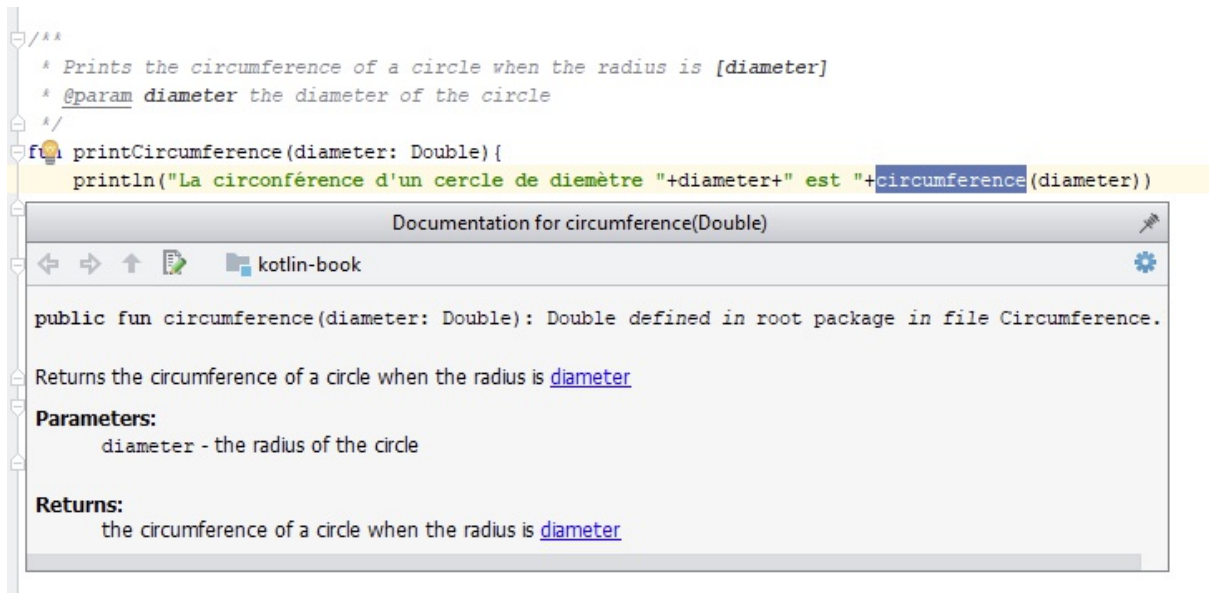 /**
* Prints the circumference of a circle when the radius is [diameter]
* @param diameter the diameter of the circle
*/
fun printCircumference(diameter: Double){
println("La circonférence d'un cercle de diemètre "+diameter+" est "+circumference(diameter))
Documentation for circumference(Double)
kotlin-book
public fun circumference(diameter: Double): Double defined in root package in file Circumference.
Returns the circumference of a circle when the radius is diameter
Parameters:
diameter - the radius of the circle
Returns:
the circumference of a circle when the radius is diameter